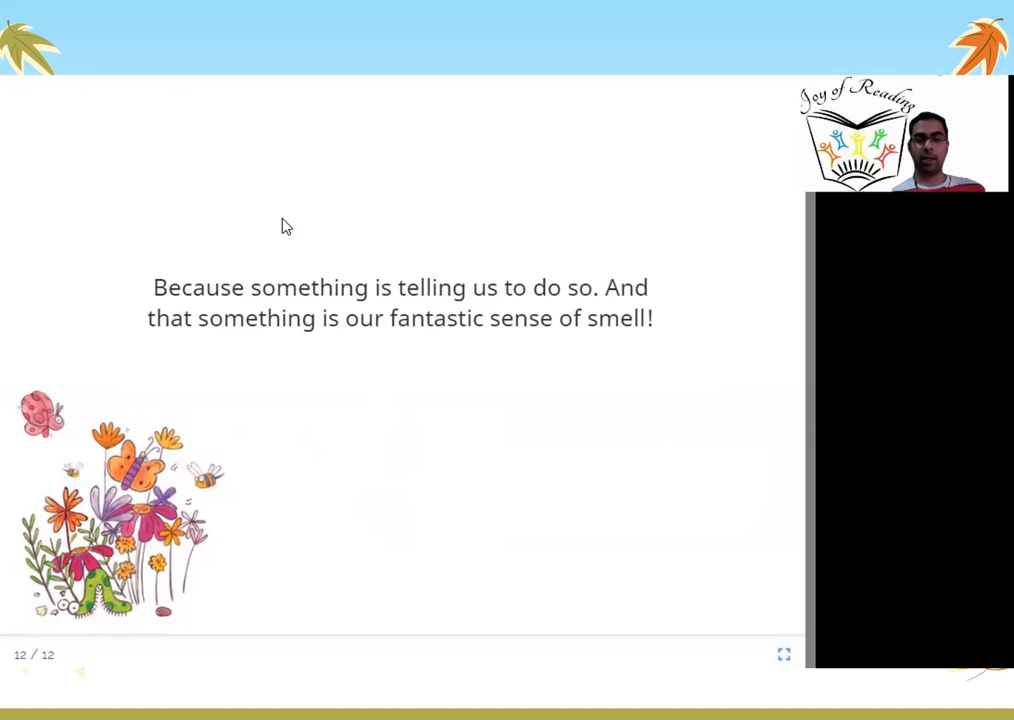 Joy of Reading
Because something is telling us to do so. And
that something is our fantastic sense of smell!
12 / 12